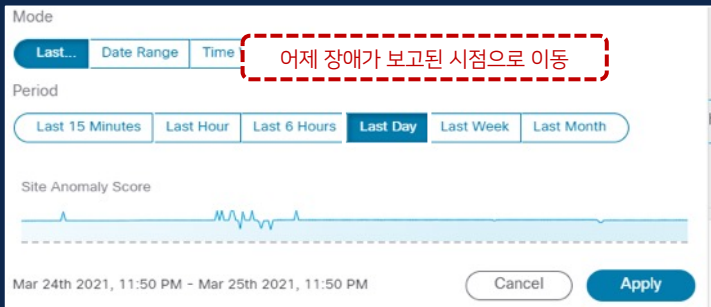 Mode
Last... Date Range Time
어제 장애가 보고된 시점으로 이동
Period
Last 15 Minutes Last Hour Last 6 Hours Last Day Last Week Last Month
Site Anomaly Score
Mar 24th 2021, 11:50 PM - Mar 25th 2021, 11:50 PM
Cancel Apply